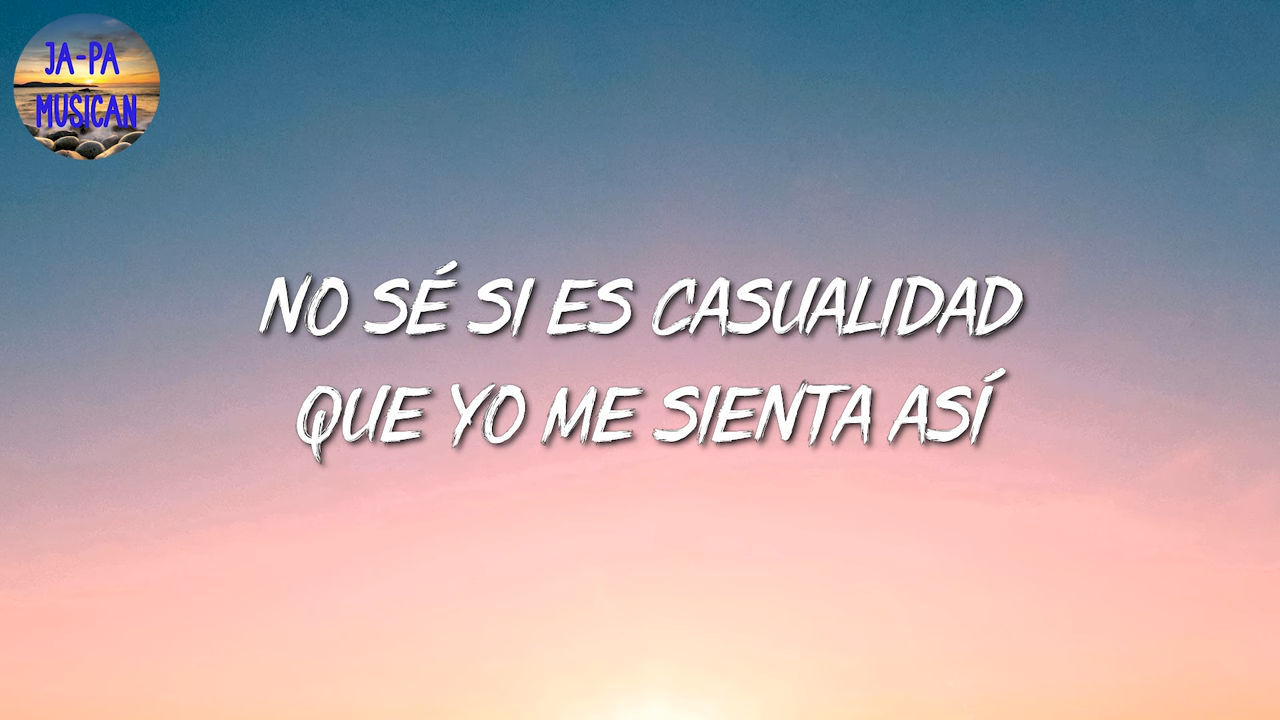 JA-PA
MUSICAN
NO SÉ SI ES CASUALIDAD
QUE YO ME SIENTA ASÍ